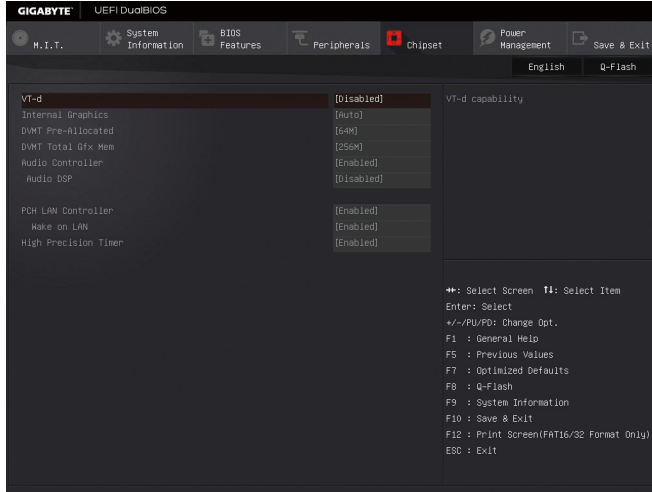 GIGABYTE™ UEFI DualBIOS
M.I.T.
System Information
BIOS Features
Peripherals
Chipset
Power Management
Save & Exit
English Q-Flash
VT-d [Disabled]
Internal Graphics [Auto]
DVMT Pre-Allocated [64M]
DVMT Total Gfx Mem [256M]
Audio Controller [Enabled]
Audio DSP [Disabled]
PCH LAN Controller [Enabled]
Wake on LAN [Enabled]
High Precision Timer [Enabled]
VT-d capability
→←: Select Screen ↑↓: Select Item
Enter: Select
+/-/PU/PD: Change Opt.
F1 : General Help
F5 : Previous Values
F7 : Optimized Defaults
F8 : Q-Flash
F9 : System Information
F10 : Save & Exit
F12 : Print Screen(FAT16/32 Format Only)
ESC : Exit